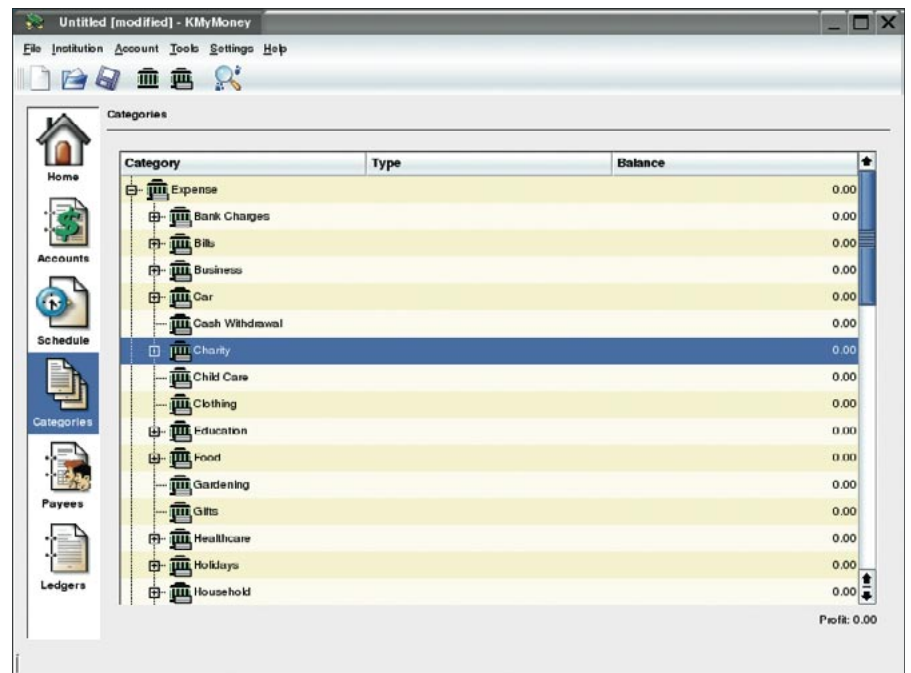 Untitled [modified] - KMyMoney
File Institution Account Tools Settings Help
Categories
Home
Accounts
Schedule
Categories
Payees
Ledgers
Category Type Balance
Expense 0.00
Bank Charges 0.00
Bills 0.00
Business 0.00
Car 0.00
Cash Withdrawal 0.00
Charity 0.00
Child Care 0.00
Clothing 0.00
Education 0.00
Food 0.00
Gardening 0.00
Gifts 0.00
Healthcare 0.00
Holidays 0.00
Household 0.00
Profit: 0.00